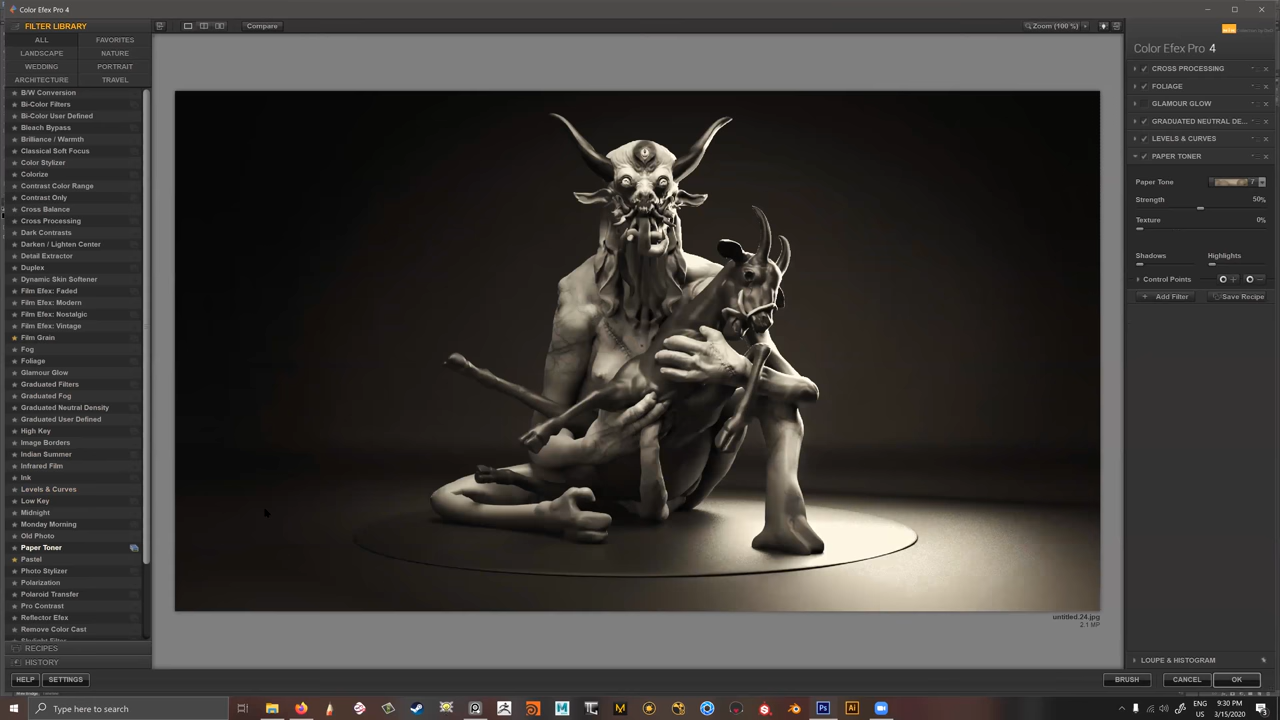 Color Efex Pro 4
FILTER LIBRARY
ALL
FAVORITES
LANDSCAPE
NATURE
WEDDING
PORTRAIT
ARCHITECTURE
TRAVEL
B/W Conversion
Bi-Color Filters
Bi-Color User Defined
Bleach Bypass
Brilliance / Warmth
Classical Soft Focus
Color Stylizer
Colorize
Contrast Color Range
Contrast Only
Cross Balance
Cross Processing
Dark Contrasts
Darken / Lighten Center
Detail Extractor
Duplex
Dynamic Skin Softener
Film Efex: Faded
Film Efex: Modern
Film Efex: Nostalgic
Film Efex: Vintage
Film Grain
Fog
Foliage
Glamour Glow
Graduated Filters
Graduated Fog
Graduated Neutral Density
Graduated User Defined
High Key
Image Borders
Indian Summer
Infrared Film
Ink
Levels & Curves
Low Key
Midnight
Monday Morning
Old Photo
Paper Toner
Pastel
Photo Stylizer
Polarization
Polaroid Transfer
Pro Contrast
Reflector Efex
Remove Color Cast
RECIPES
HISTORY
HELP
SETTINGS
Compare
Zoom (100 %)
untitled.24.jpg
2.1 MP
Color Efex Pro 4
CROSS PROCESSING
FOLIAGE
GLAMOUR GLOW
GRADUATED NEUTRAL DE...
LEVELS & CURVES
PAPER TONER
Paper Tone 7
Strength 50%
Texture 0%
Shadows Highlights
Control Points
Add Filter Save Recipe
LOUPE & HISTOGRAM
BRUSH CANCEL OK
Type here to search
ENG
US
9:30 PM
3/15/2020